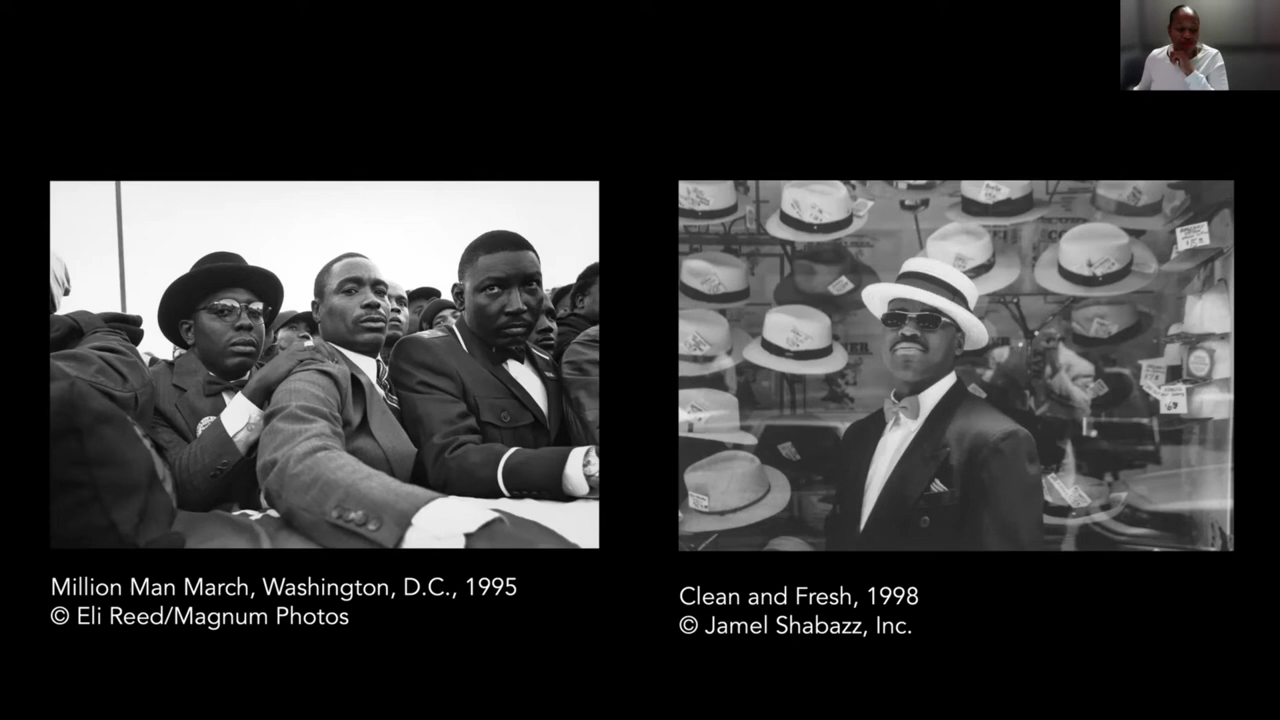 Million Man March, Washington, D.C., 1995
© Eli Reed/Magnum Photos
Clean and Fresh, 1998
© Jamel Shabazz, Inc.